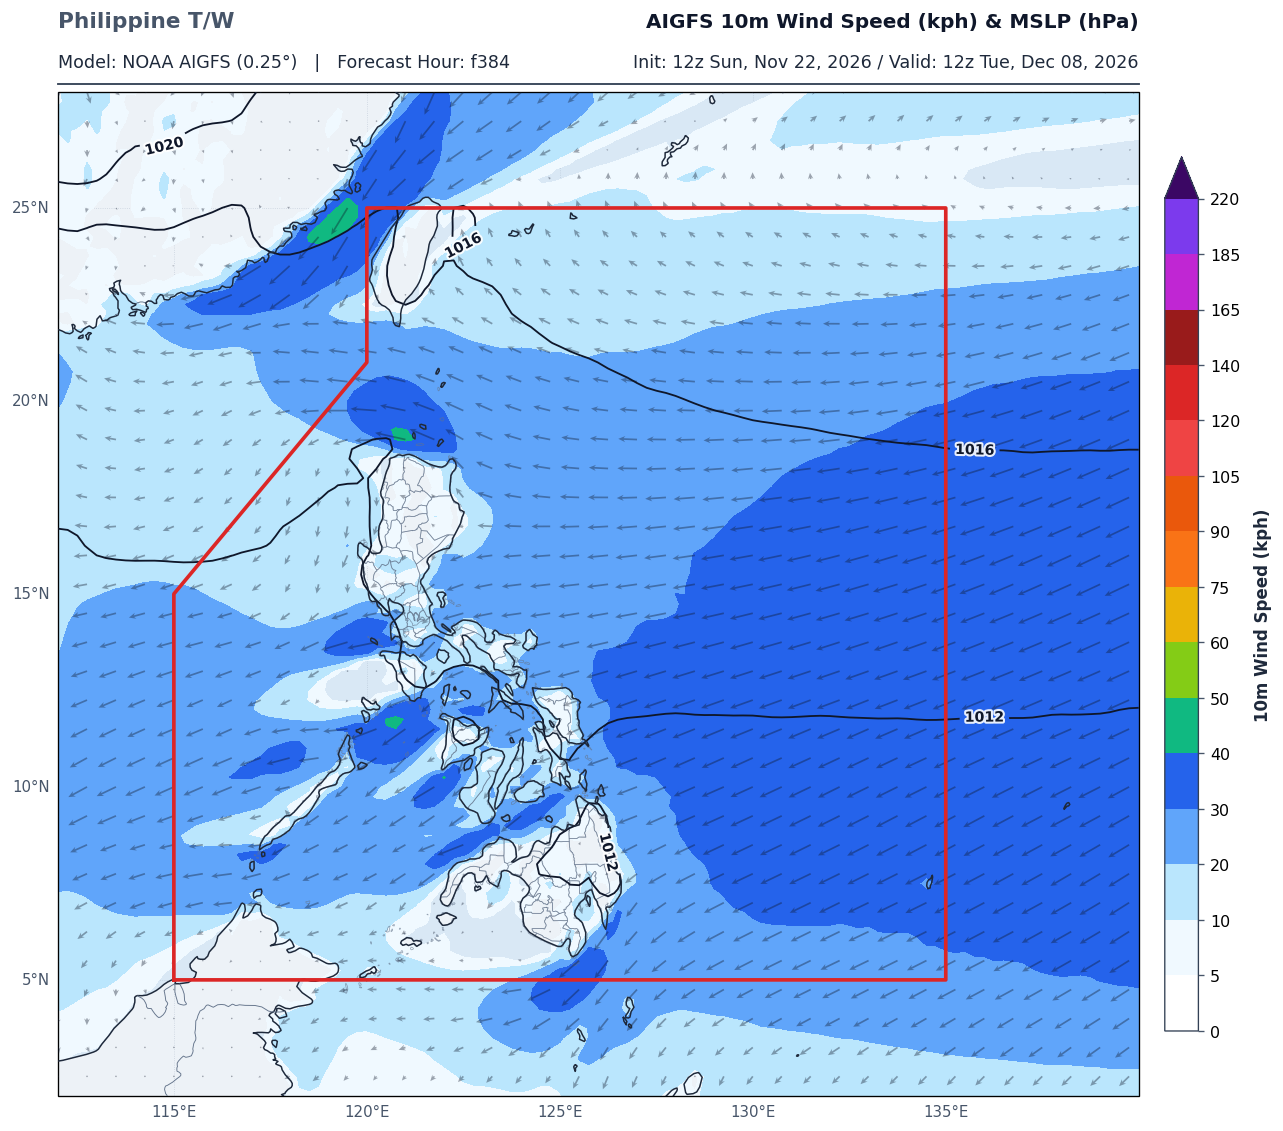 Philippine T/W
AIGFS 10m Wind Speed (kph) & MSLP (hPa)
Model: NOAA AIGFS (0.25°)   |   Forecast Hour: f384
Init: 12z Sun, Nov 22, 2026 / Valid: 12z Tue, Dec 08, 2026
1020
1016
1016
1012
1012
25°N
20°N
15°N
10°N
5°N
115°E
120°E
125°E
130°E
135°E
220
185
165
140
120
105
90
75
60
50
40
30
20
10
5
0
10m Wind Speed (kph)